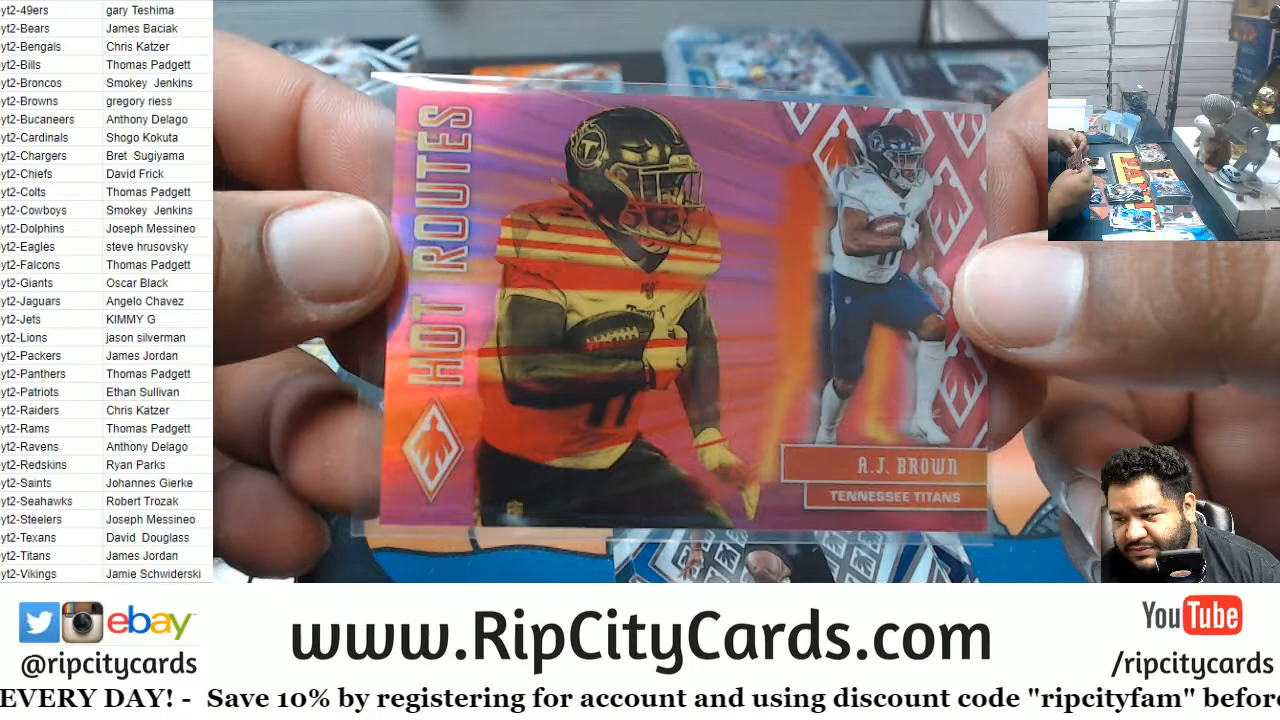 yt2-49ers gary Teshima
yt2-Bears James Baciak
yt2-Bengals Chris Katzer
yt2-Bills Thomas Padgett
yt2-Broncos Smokey Jenkins
yt2-Browns gregory riess
yt2-Bucaneers Anthony Delago
yt2-Cardinals Shogo Kokuta
yt2-Chargers Bret Sugiyama
yt2-Chiefs David Frick
yt2-Colts Thomas Padgett
yt2-Cowboys Smokey Jenkins
yt2-Dolphins Joseph Messineo
yt2-Eagles steve hrusovsky
yt2-Falcons Thomas Padgett
yt2-Giants Oscar Black
yt2-Jaguars Angelo Chavez
yt2-Jets KIMMY G
yt2-Lions jason silverman
yt2-Packers James Jordan
yt2-Panthers Thomas Padgett
yt2-Patriots Ethan Sullivan
yt2-Raiders Chris Katzer
yt2-Rams Thomas Padgett
yt2-Ravens Anthony Delago
yt2-Redskins Ryan Parks
yt2-Saints Johannes Gierke
yt2-Seahawks Robert Trozak
yt2-Steelers Joseph Messineo
yt2-Texans David Douglass
yt2-Titans James Jordan
yt2-Vikings Jamie Schwiderski
HOT ROUTES
T
11
A.J. BROWN
TENNESSEE TITANS
ebay
@ripcitycards
www.RipCityCards.com
YouTube
/ripcitycards
EVERY DAY! - Save 10% by registering for account and using discount code "ripcityfam" before